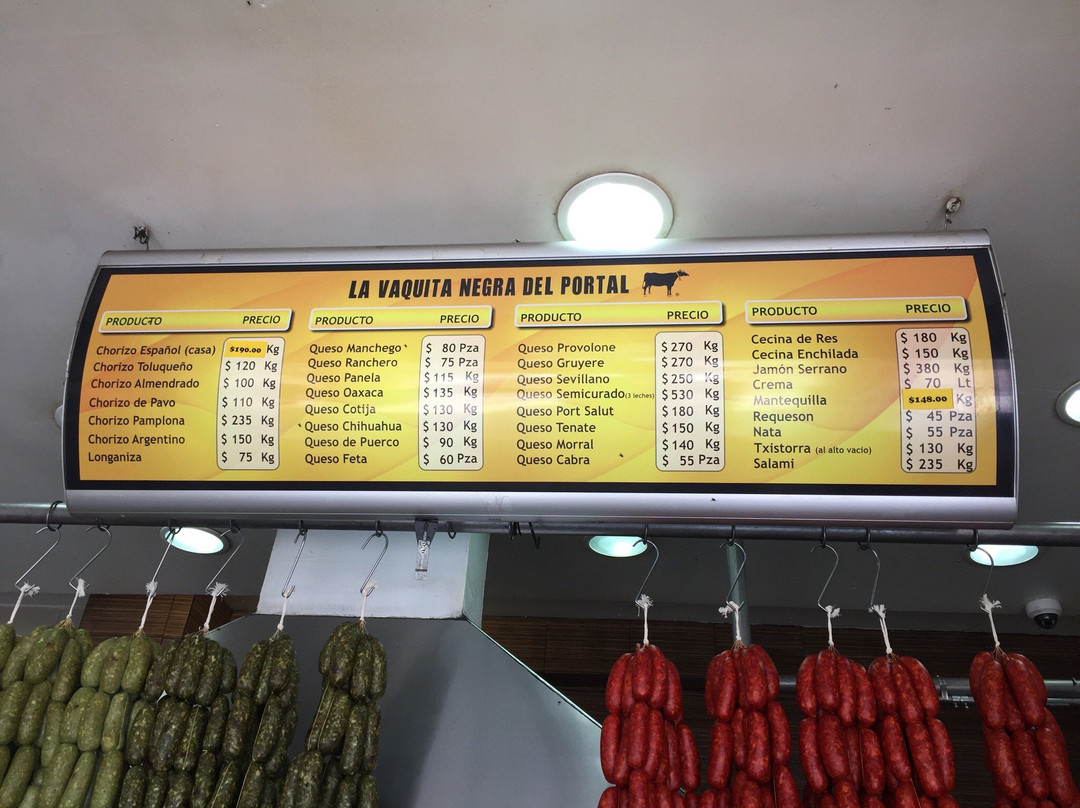 LA VAQUITA NEGRA DEL PORTAL
PRODUCTO PRECIO
Chorizo Español (casa) $190.00 Kg
Chorizo Toluqueño $ 120 Kg
Chorizo Almendrado $ 100 Kg
Chorizo de Pavo $ 110 Kg
Chorizo Pamplona $ 235 Kg
Chorizo Argentino $ 150 Kg
Longaniza $ 75 Kg
PRODUCTO PRECIO
Queso Manchego $ 80 Pza
Queso Ranchero $ 75 Pza
Queso Panela $ 115 Kg
Queso Oaxaca $ 135 Kg
Queso Cotija $ 130 Kg
Queso Chihuahua $ 130 Kg
Queso de Puerco $ 90 Kg
Queso Feta $ 60 Pza
PRODUCTO PRECIO
Queso Provolone $ 270 Kg
Queso Gruyere $ 270 Kg
Queso Sevillano $ 250 Kg
Queso Semicurado (3 leches) $ 530 Kg
Queso Port Salut $ 180 Kg
Queso Tenate $ 150 Kg
Queso Morral $ 140 Kg
Queso Cabra $ 55 Pza
PRODUCTO PRECIO
Cecina de Res $ 180 Kg
Cecina Enchilada $ 150 Kg
Jamón Serrano $ 380 Kg
Crema $ 70 Lt
Mantequilla $148.00 Kg
Requeson $ 45 Pza
Nata $ 55 Pza
Txistorra (al alto vacio) $ 130 Kg
Salami $ 235 Kg